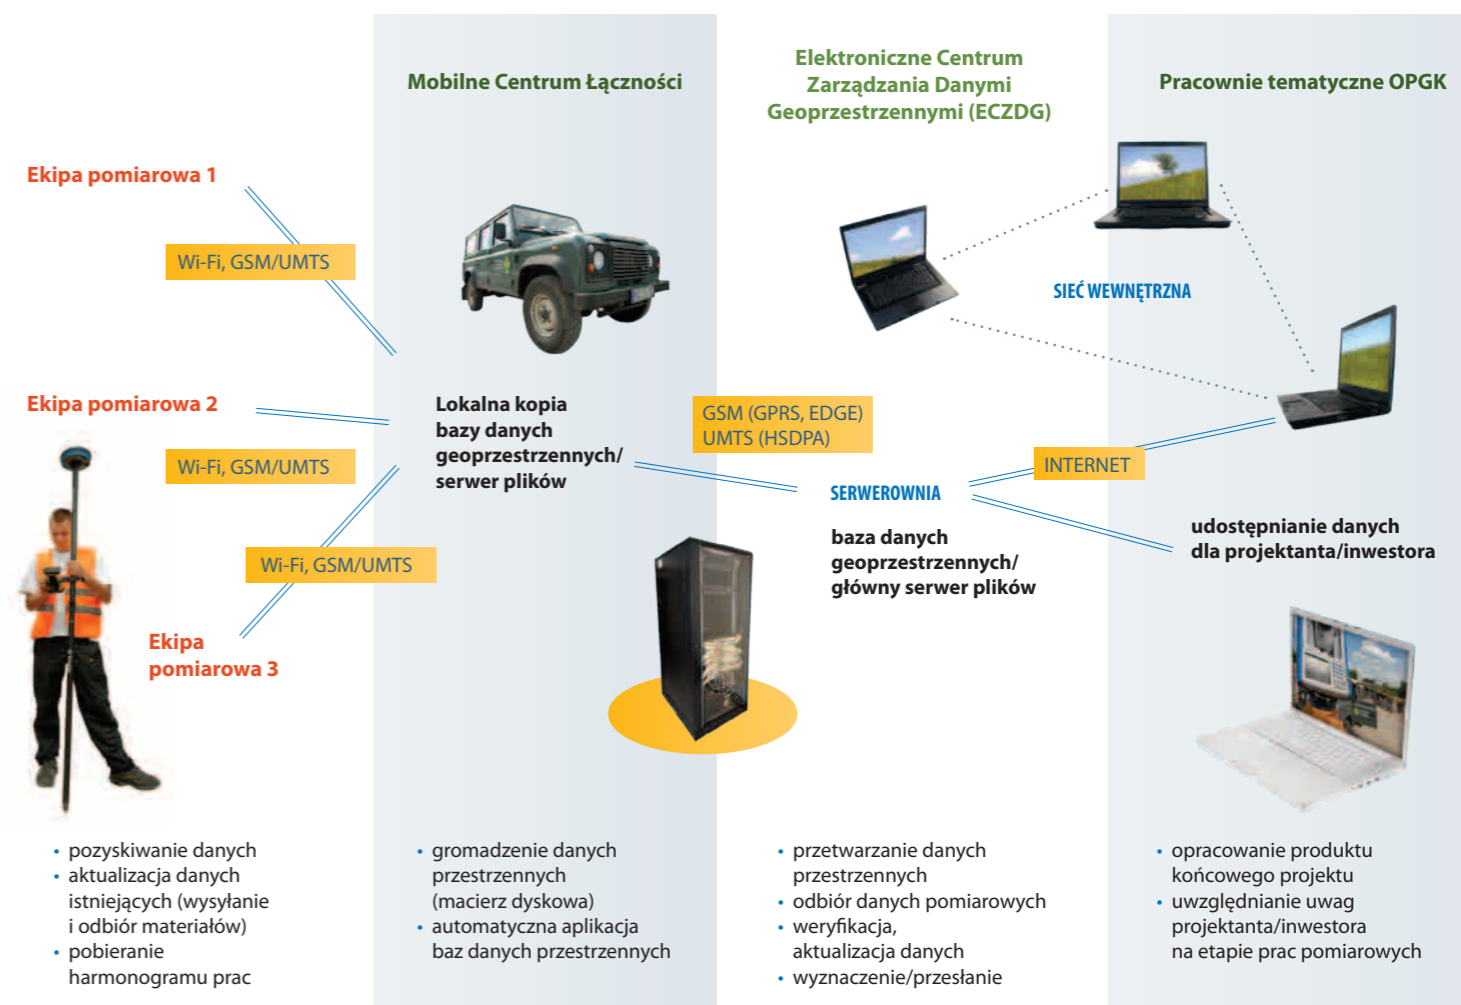 Mobilne Centrum Łączności
Elektroniczne Centrum
Zarządzania Danymi
Geoprzestrzennymi (ECZDG)
Pracownie tematyczne OPGK
Ekipa pomiarowa 1
Wi-Fi, GSM/UMTS
SIEĆ WEWNĘTRZNA
Ekipa pomiarowa 2
Wi-Fi, GSM/UMTS
Lokalna kopia
bazy danych
geoprzestrzennych/
serwer plików
GSM (GPRS, EDGE)
UMTS (HSDPA)
INTERNET
SERWEROWNIA
baza danych
geoprzestrzennych/
główny serwer plików
udostępnianie danych
dla projektanta/inwestora
Wi-Fi, GSM/UMTS
Ekipa
pomiarowa 3
• pozyskiwanie danych
• aktualizacja danych
istniejących (wysyłanie
i odbiór materiałów)
• pobieranie
harmonogramu prac
• gromadzenie danych
przestrzennych
(macierz dyskowa)
• automatyczna aplikacja
baz danych przestrzennych
• przetwarzanie danych
przestrzennych
• odbiór danych pomiarowych
• weryfikacja,
aktualizacja danych
• wyznaczenie/przesłanie
• opracowanie produktu
końcowego projektu
• uwzględnianie uwag
projektanta/inwestora
na etapie prac pomiarowych